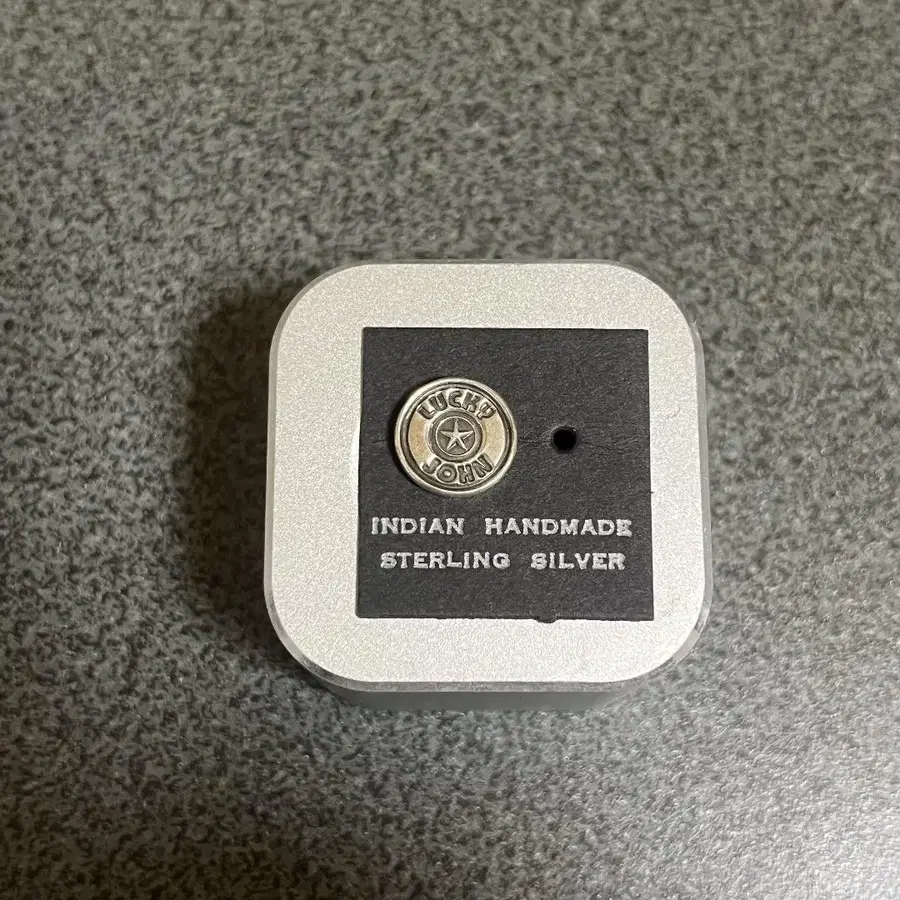 LUCKY
JOHN
INDIAN HANDMADE
STERLING SILVER